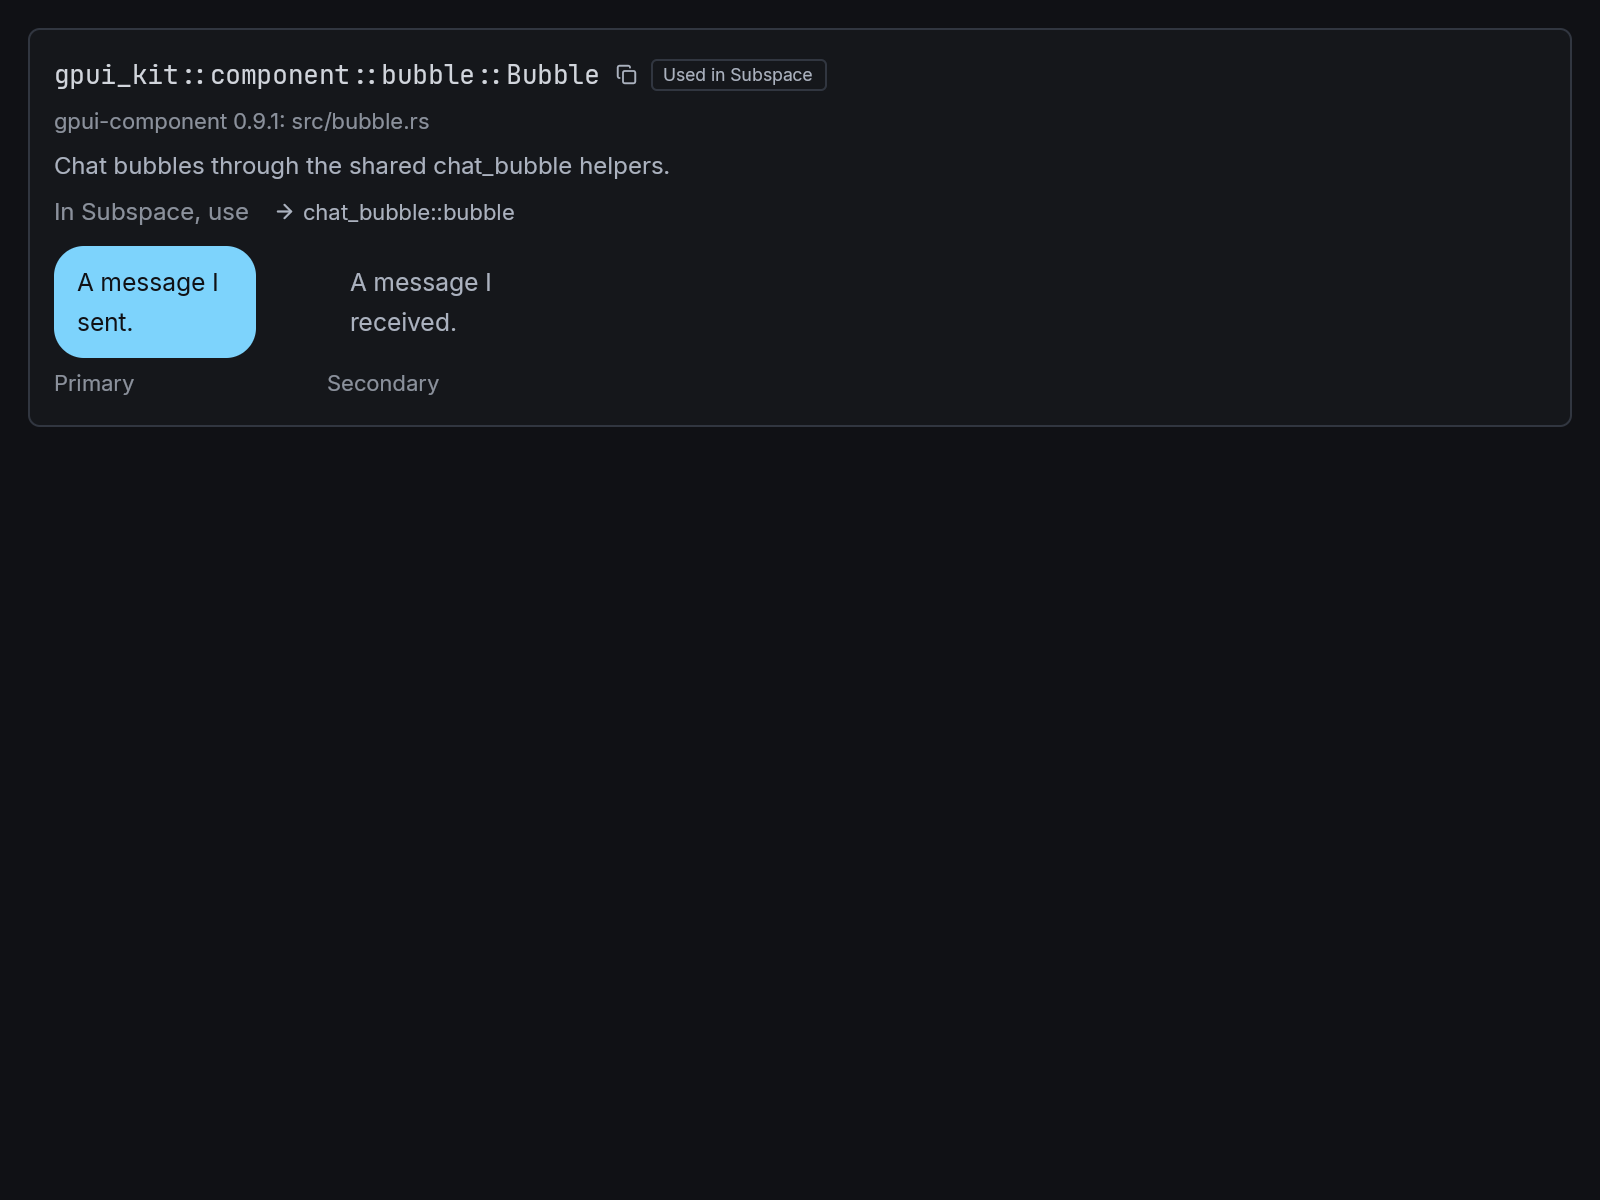 gpui_kit::component::bubble::Bubble
Used in Subspace
gpui-component 0.9.1: src/bubble.rs
Chat bubbles through the shared chat_bubble helpers.
In Subspace, use → chat_bubble::bubble
A message I
sent.
A message I
received.
Primary
Secondary